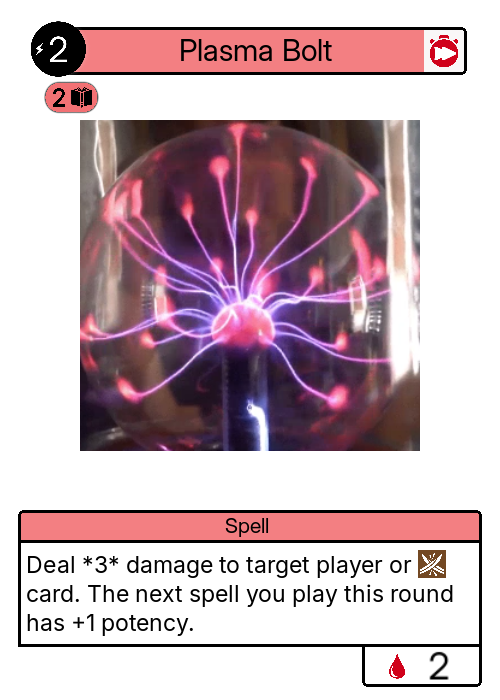 2
Plasma Bolt
2
Spell
Deal *3* damage to target player or
card. The next spell you play this round
has +1 potency.
2